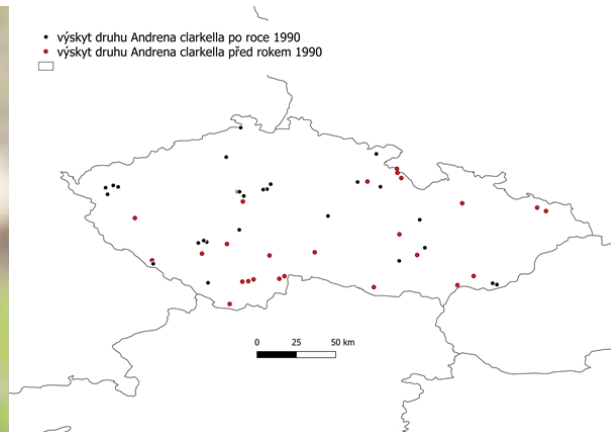 výskyt druhu Andrena clarkella po roce 1990
výskyt druhu Andrena clarkella před rokem 1990
0 25 50 km